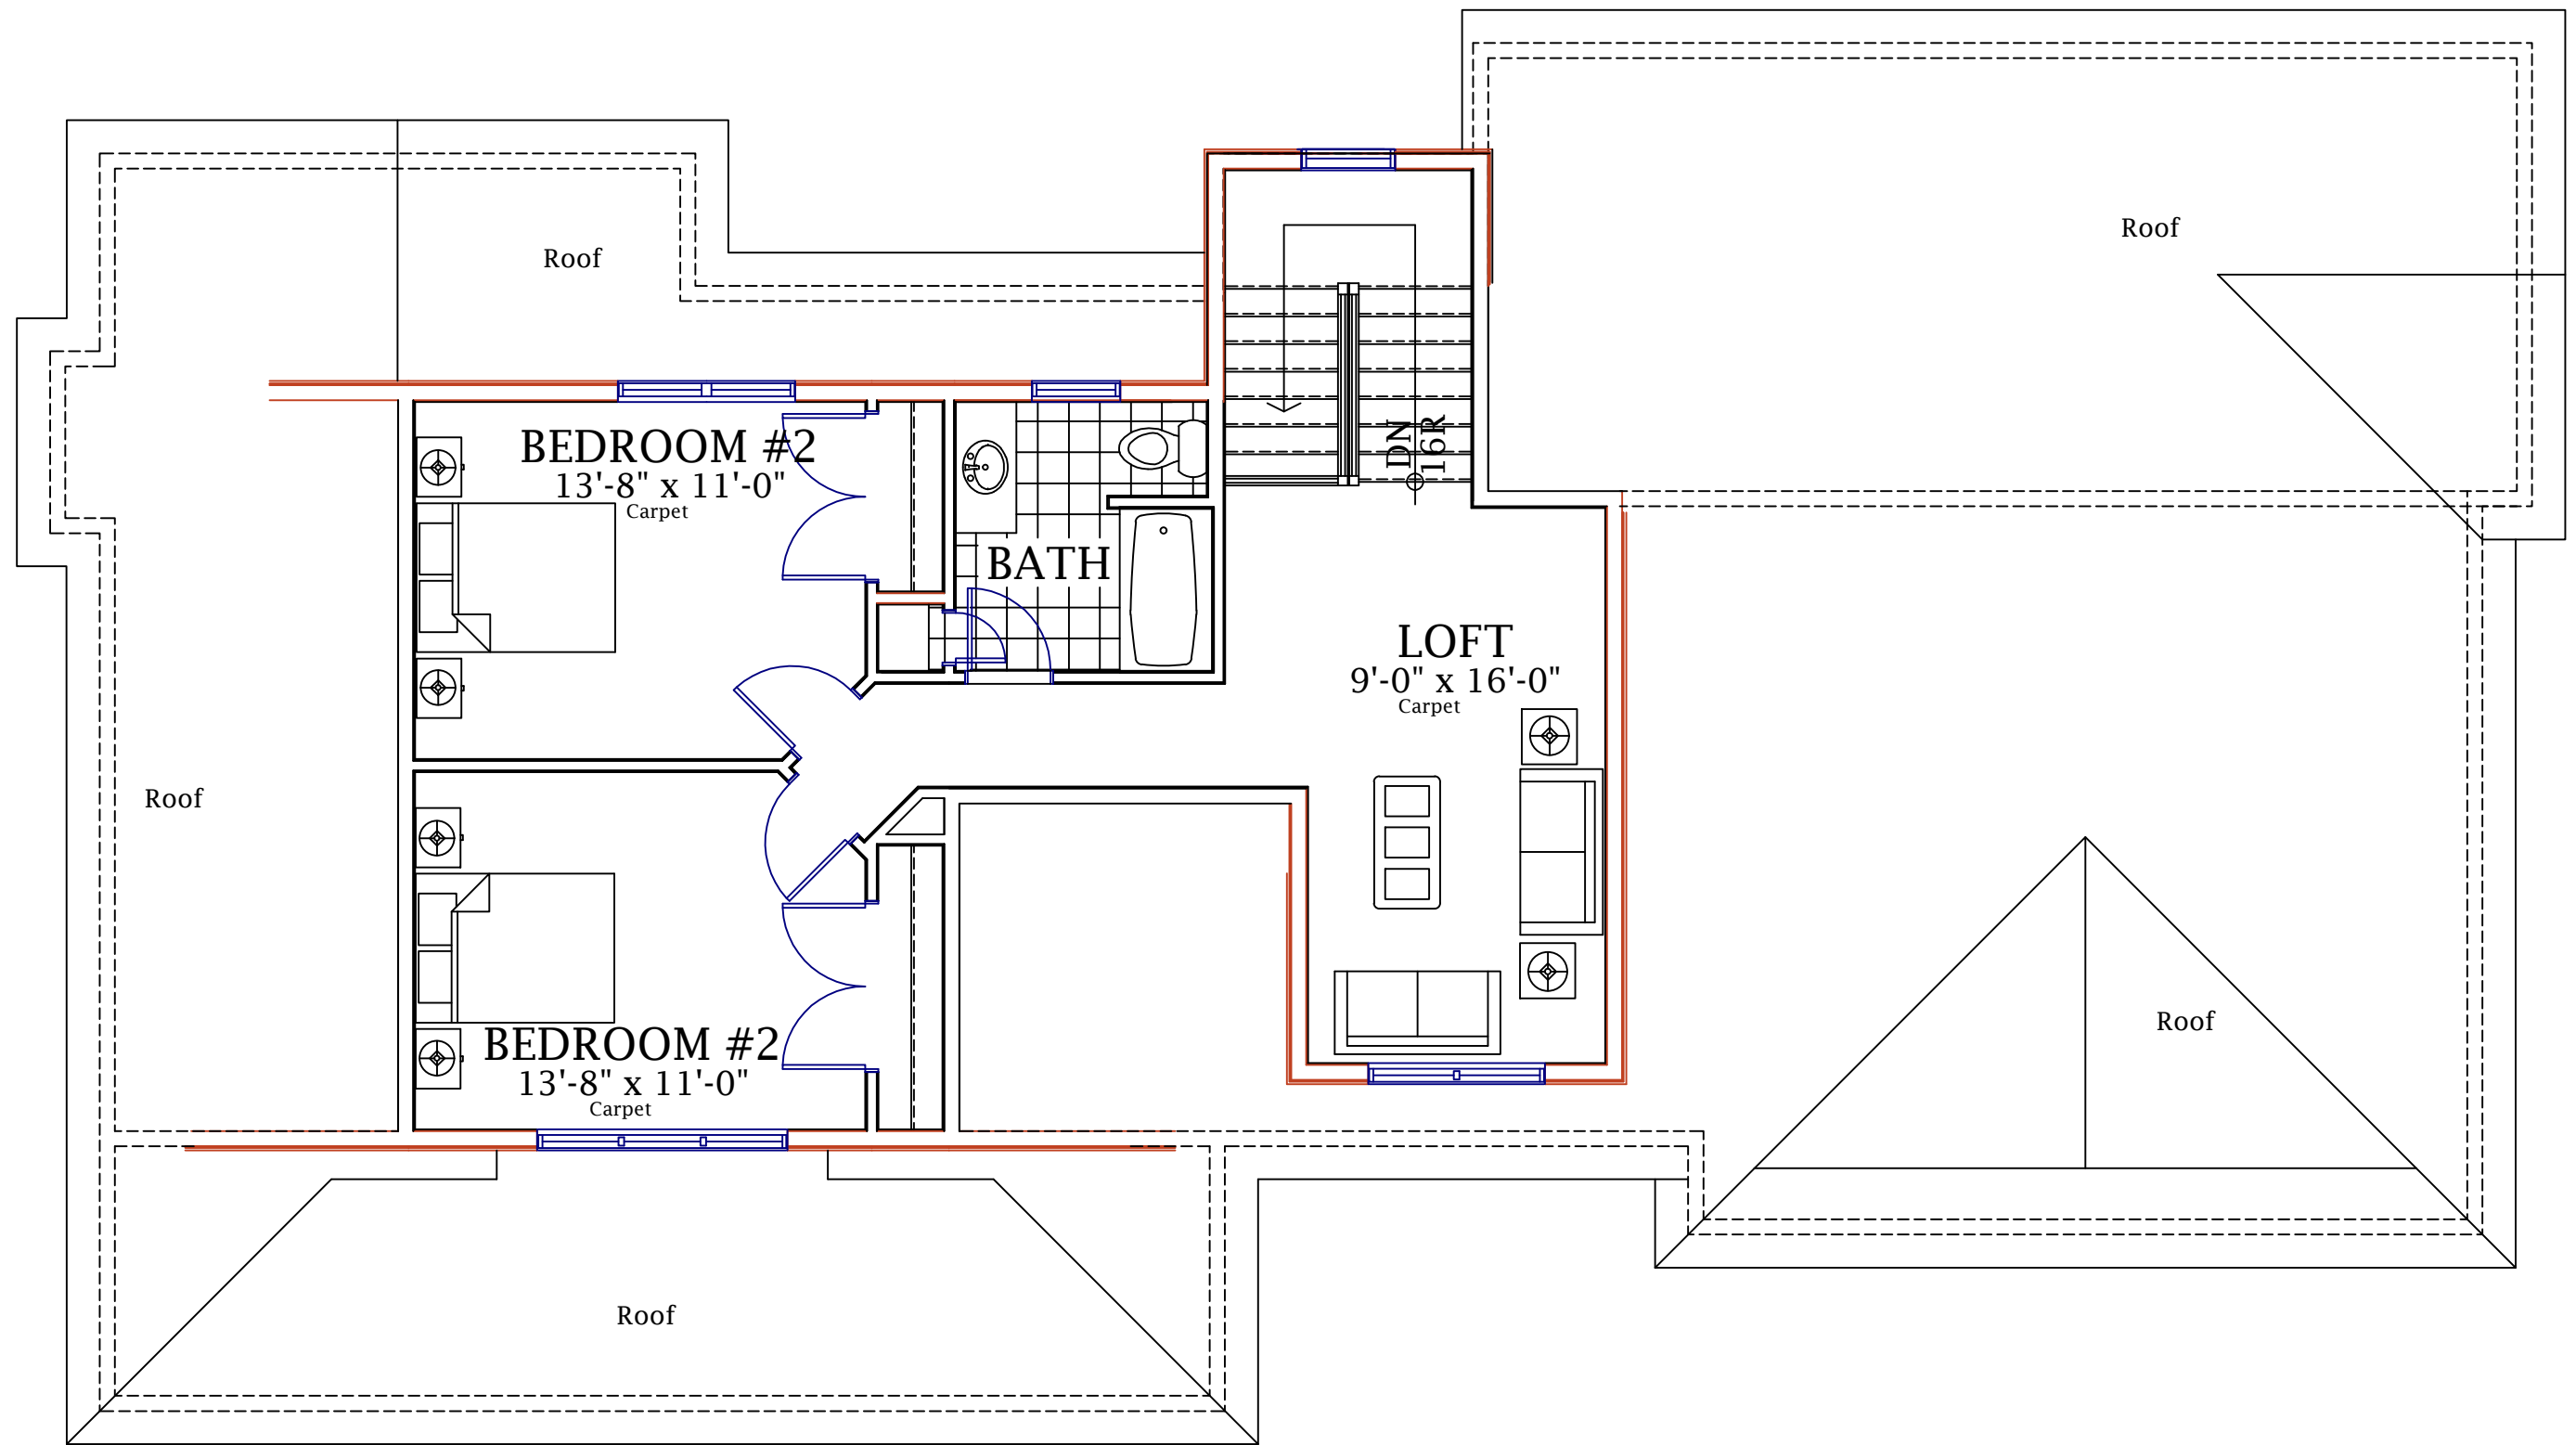 Roof
Roof
BEDROOM #2
13'-8" x 11'-0"
Carpet
DN
16R
BATH
LOFT
9'-0" x 16'-0"
Carpet
Roof
BEDROOM #2
13'-8" x 11'-0"
Carpet
Roof
Roof